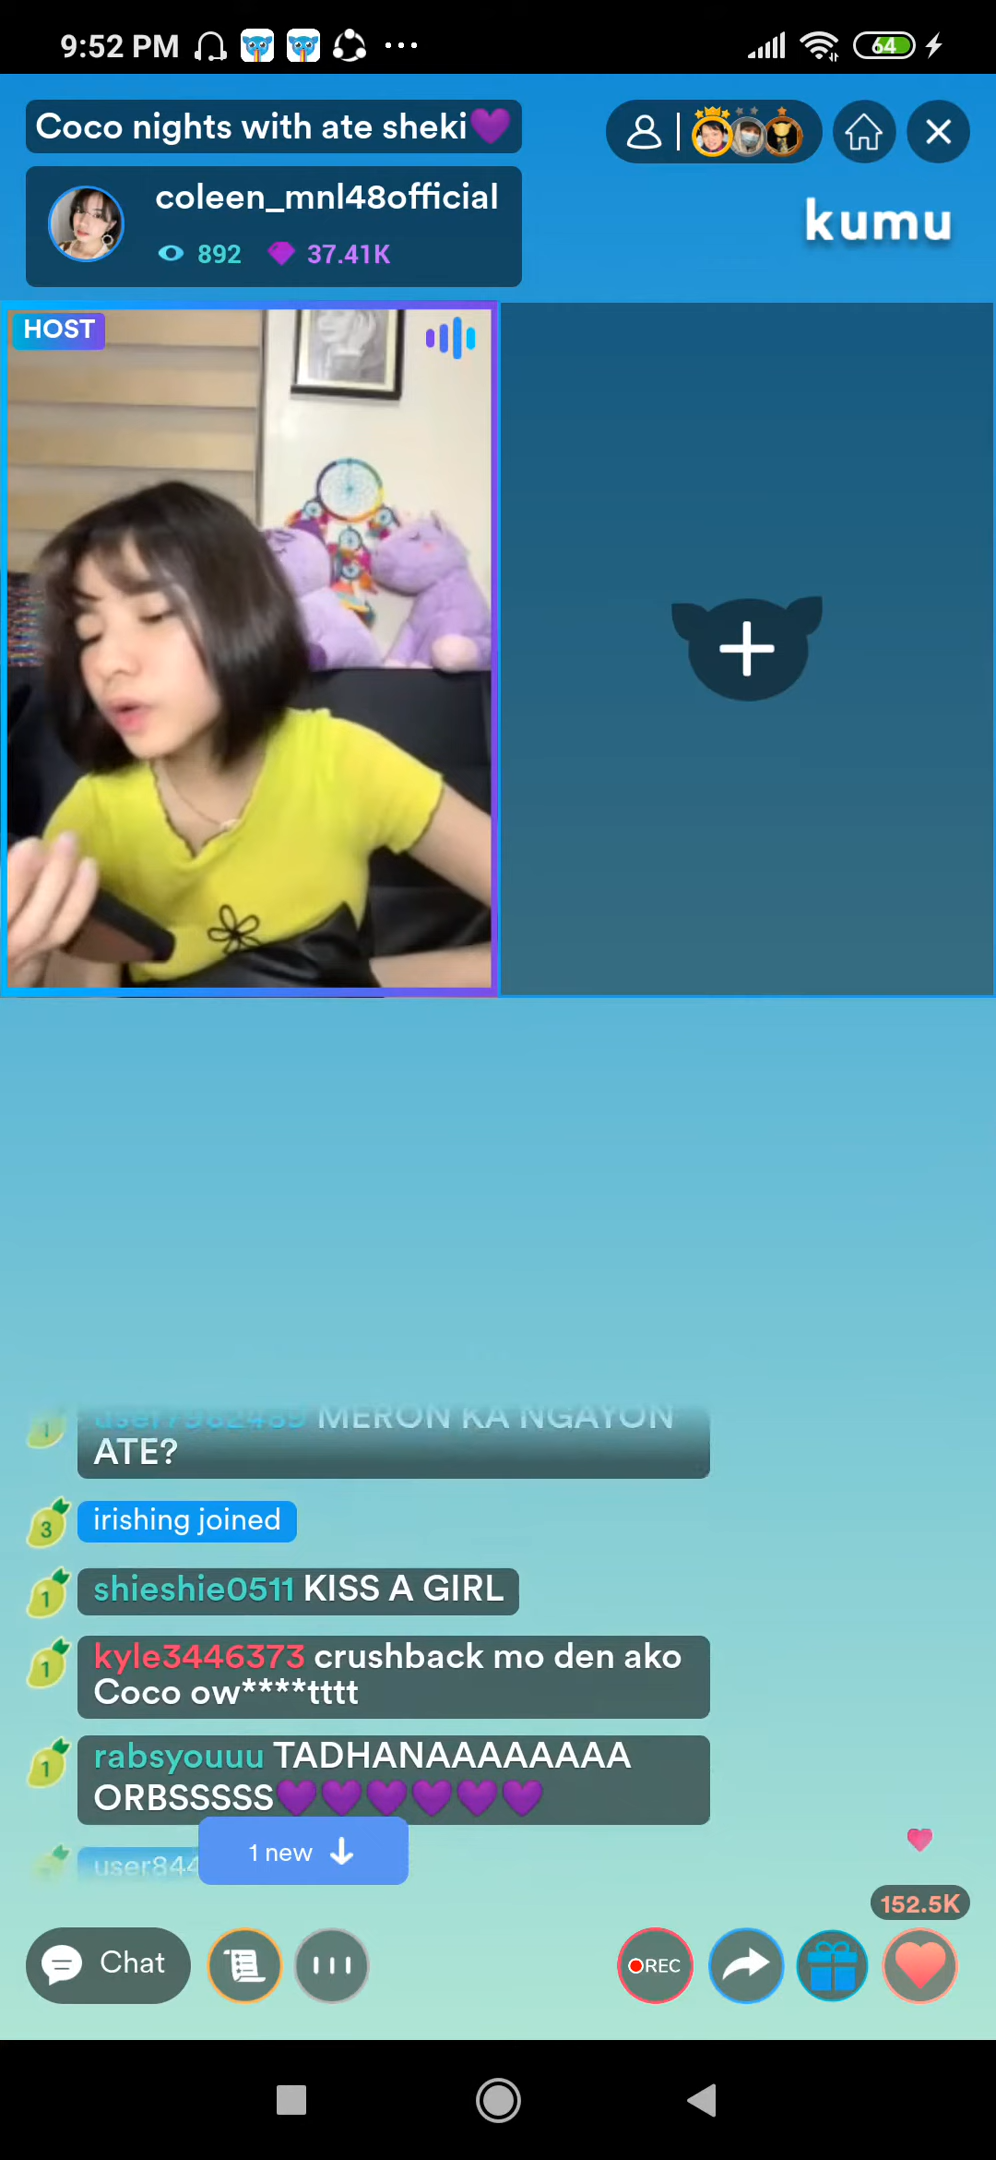 9:52 PM
64
Coco nights with ate sheki💜
coleen_mnl48official
892 37.41K
kumu
HOST
user7982489 MERON KA NGAYON
ATE?
1
3 irishing joined
1 shieshie0511 KISS A GIRL
1 kyle3446373 crushback mo den ako
Coco ow****tttt
1 rabsyouuu TADHANAAAAAAAA
ORBSSSSS💜💜💜💜💜💜
1 new
152.5K
Chat
REC